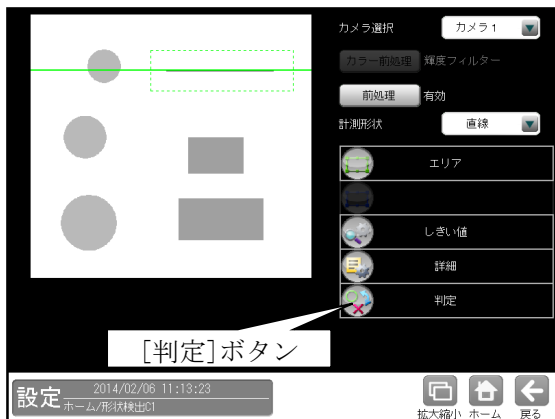 カメラ選択
カメラ1
カラー前処理
輝度フィルター
前処理
有効
計測形状
直線
エリア
しきい値
詳細
判定
[判定]ボタン
設定
2014/02/06 11:13:23
ホーム/形状検出C1
拡大縮小
ホーム
戻る